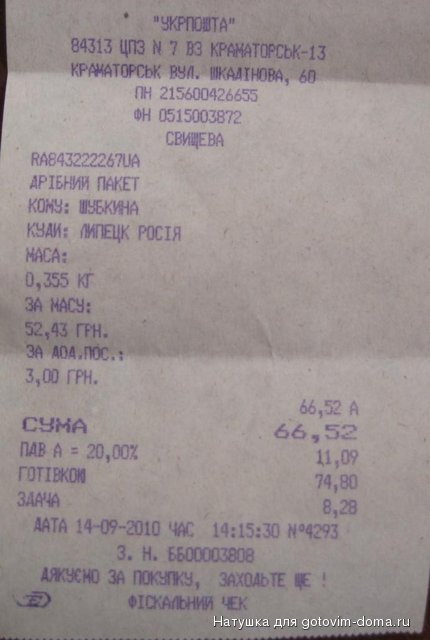 "УКРПОШТА"
84313 ЦПЗ N 7 ВЗ КРАМАТОРСЬК-13
КРАМАТОРСЬК ВУЛ. ШКАДІНОВА, 60
ПН 215600426655
ФН 0515003872
СВИЩЕВА
RA843222267UA
ДРІБНИЙ ПАКЕТ
КОМУ: ШУБКИНА
КУДИ: ЛИПЕЦК РОСІЯ
МАСА:
0,355 КГ
ЗА МАСУ:
52,43 ГРН.
ЗА ДОД.ПОС.:
3,00 ГРН.
66,52 А
СУМА 66,52
ПДВ А = 20,00% 11,09
ГОТІВКОЮ 74,80
ЗДАЧА 8,28
ДАТА 14-09-2010 ЧАС 14:15:30 №4293
З. Н. ББ00003808
ДЯКУЄМО ЗА ПОКУПКУ, ЗАХОДЬТЕ ЩЕ !
ФІСКАЛЬНИЙ ЧЕК
Натушка для gotovim-doma.ru